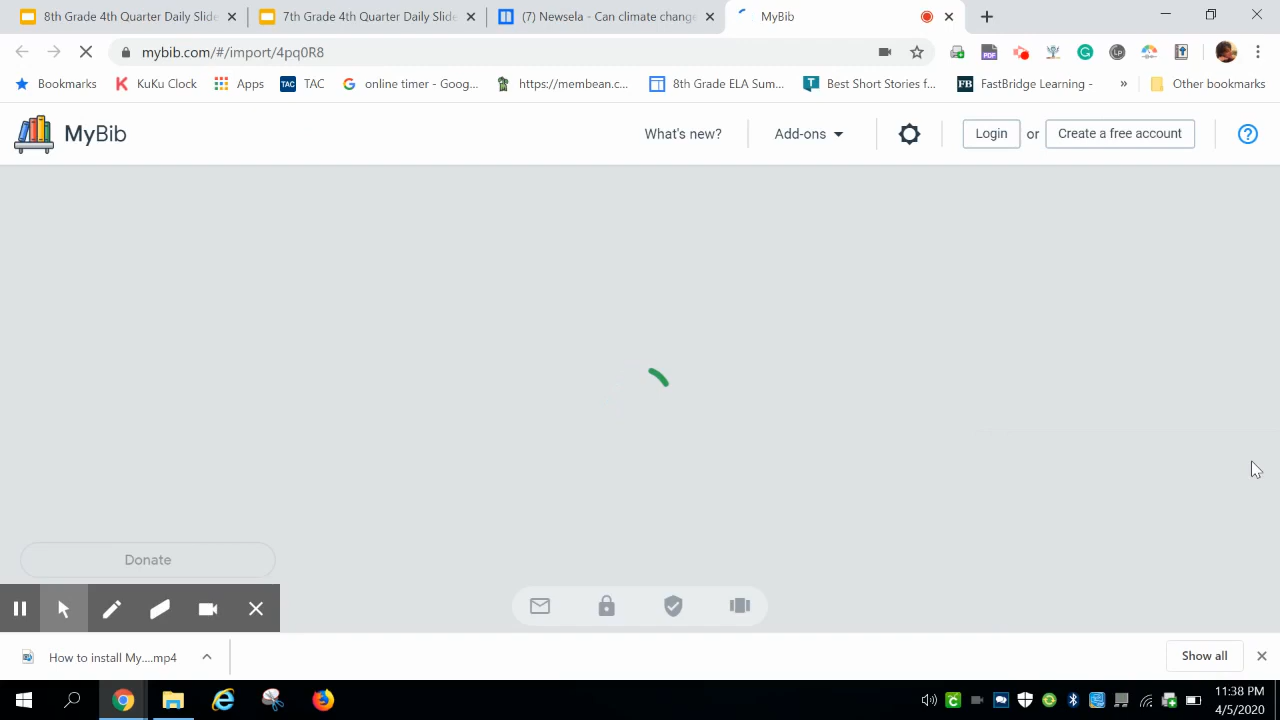 8th Grade 4th Quarter Daily Slide
7th Grade 4th Quarter Daily Slide
(7) Newsela - Can climate change
MyBib
mybib.com/#/import/4pq0R8
Bookmarks
KuKu Clock
Apps
TAC TAC
online timer - Goog...
https://membean.c...
8th Grade ELA Sum...
T Best Short Stories f...
FB FastBridge Learning -
»
Other bookmarks
MyBib
What's new?
Add-ons
Login or Create a free account
?
Donate
How to install My....mp4
Show all
11:38 PM
4/5/2020